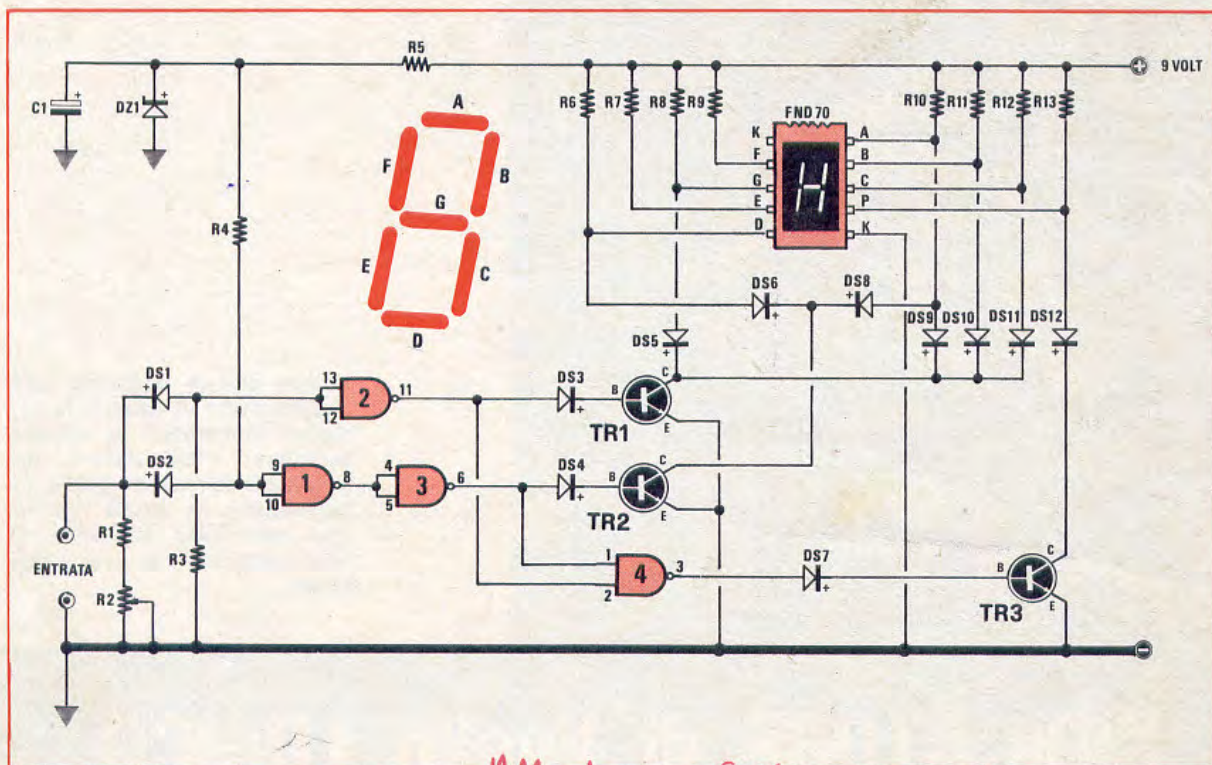 R5
9 VOLT
C1
DZ1
R6 R7 R8 R9
R10 R11 R12 R13
FND70
A
F
B
G
E
C
D
K
F
G
E
D
A
B
C
P
K
R4
DS6
DS8
DS5
DS9 DS10 DS11 DS12
DS1
13
12
2
11
DS3
B
C
E
TR1
DS2
9
10
1
8
4
5
3
6
DS4
B
C
E
TR2
R1
ENTRATA
R2
R3
1
2
4
3
DS7
B
C
E
TR3